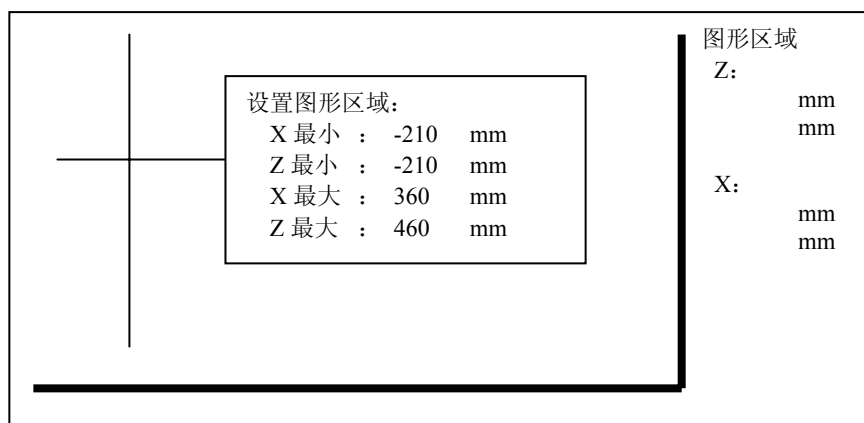 设置图形区域：
X 最小 ： -210 mm
Z 最小 ： -210 mm
X 最大 ： 360 mm
Z 最大 ： 460 mm
图形区域
Z：
mm
mm
X：
mm
mm